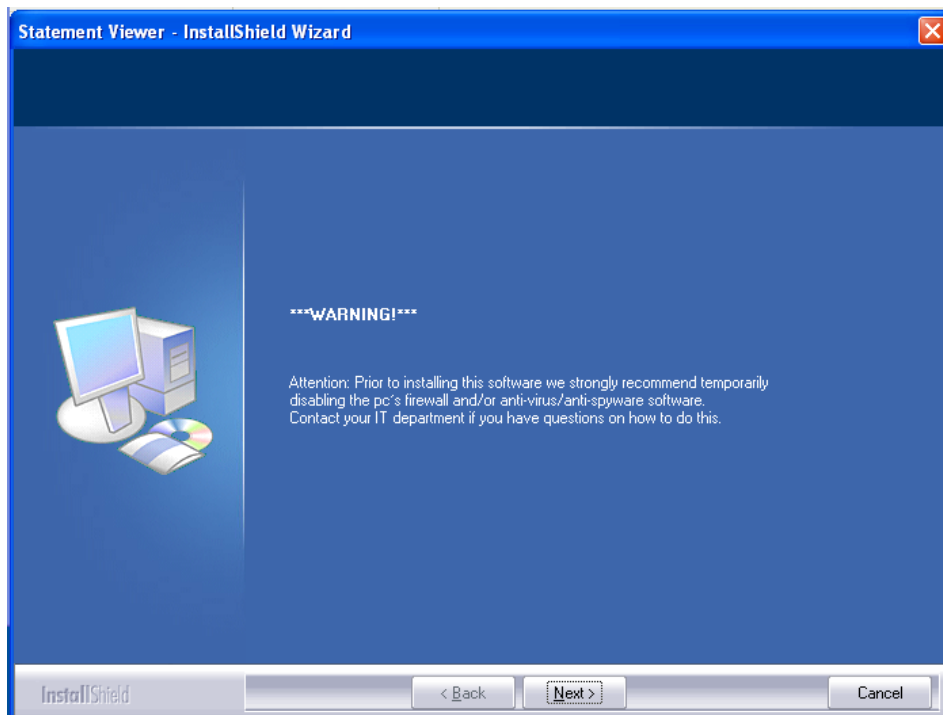 Statement Viewer - InstallShield Wizard
***WARNING!***
Attention: Prior to installing this software we strongly recommend temporarily
disabling the pc's firewall and/or anti-virus/anti-spyware software.
Contact your IT department if you have questions on how to do this.
InstallShield
< Back
Next >
Cancel